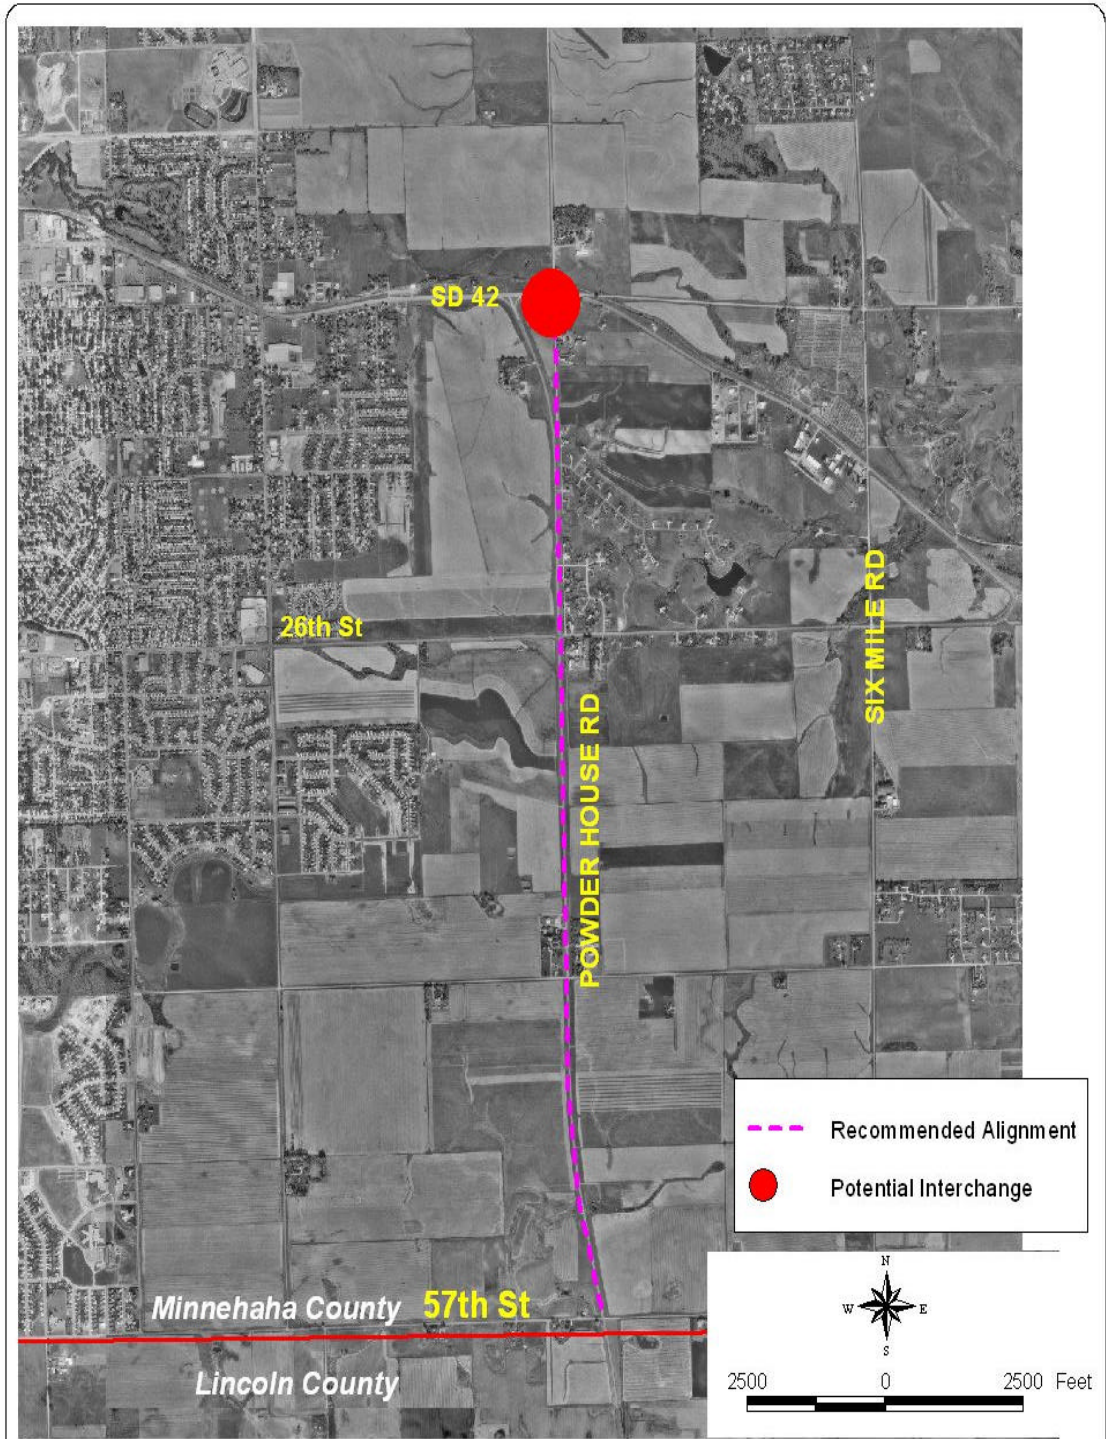 SD 42
26th St
SIX MILE RD
POWDER HOUSE RD
Recommended Alignment
Potential Interchange
Minnehaha County 57th St
Lincoln County
N
W E
S
2500 0 2500 Feet